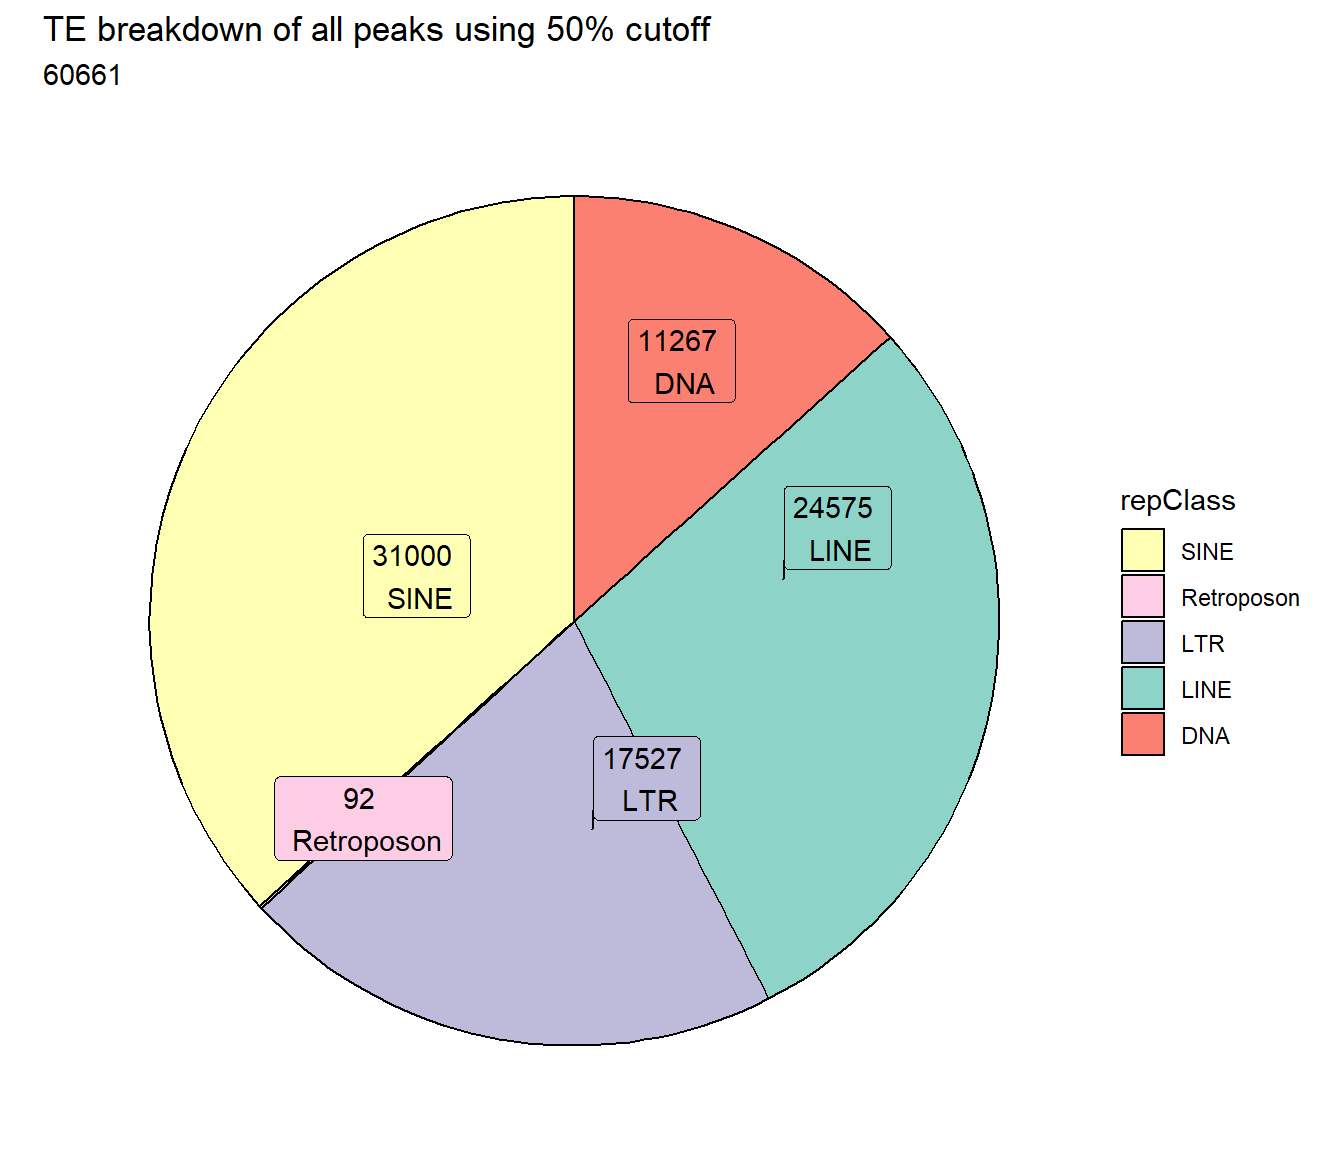 TE breakdown of all peaks using 50% cutoff
60661
11267
DNA
24575
LINE
31000
SINE
17527
LTR
92
Retroposon
repClass
SINE
Retroposon
LTR
LINE
DNA